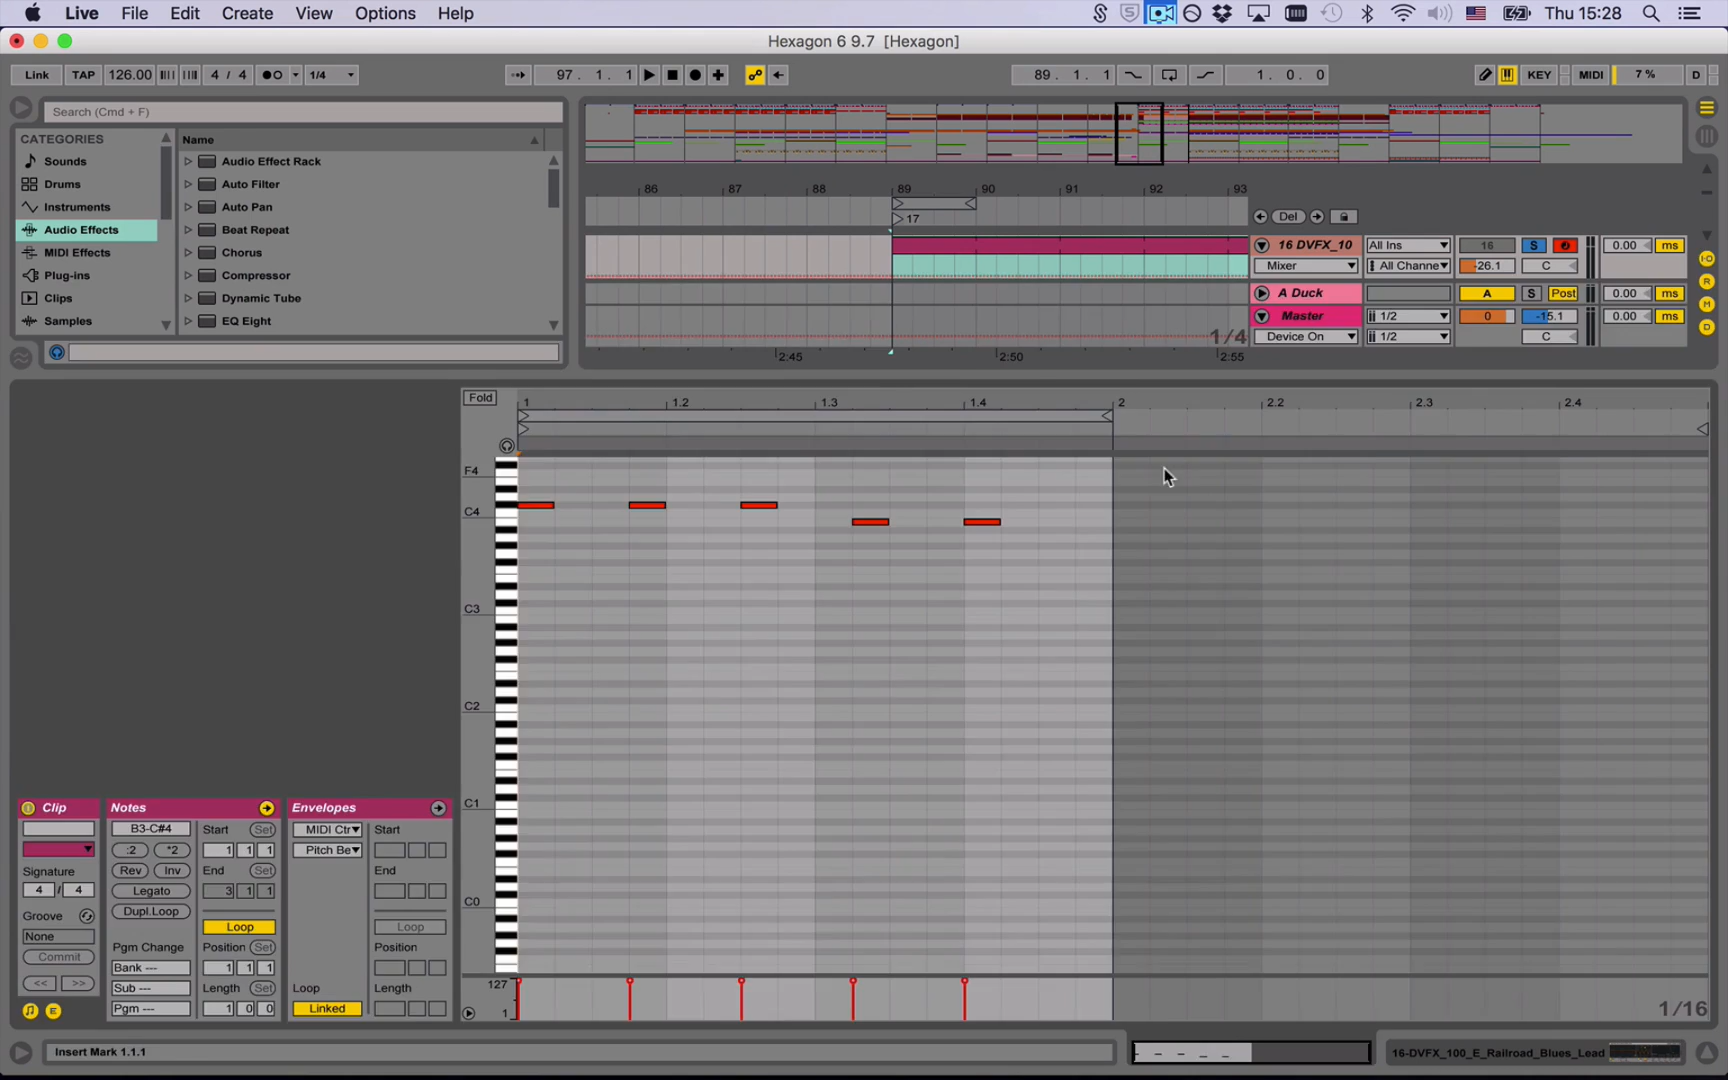 Live File Edit Create View Options Help Thu 15:28
Hexagon 6 9.7 [Hexagon]
Link TAP 126.00 4 / 4 1/4 97. 1. 1 89. 1. 1 1. 0. 0 KEY MIDI 7 % D
Search (Cmd + F)
CATEGORIES
Sounds
Drums
Instruments
Audio Effects
MIDI Effects
Plug-ins
Clips
Samples
Name
Audio Effect Rack
Auto Filter
Auto Pan
Beat Repeat
Chorus
Compressor
Dynamic Tube
EQ Eight
86 87 88 89 90 91 92 93
17
Del
16 DVFX_10 All Ins 16 S 0.00 ms
Mixer All Channe -26.1 C
A Duck A S Post 0.00 ms
Master 1/2 0 -15.1 0.00 ms
1/4 Device On 1/2 C
2:45 2:50 2:55
I-O
R
M
D
Fold 1 1.2 1.3 1.4 2 2.2 2.3 2.4
F4
C4
C3
C2
C1
C0
127
1
1/16
Clip
Signature
4 / 4
Groove
None
Commit
<< >>
E
Notes
B3-C#4
:2 *2
Rev Inv
Legato
Dupl.Loop
Pgm Change
Bank ---
Sub ---
Pgm ---
Start Set
1 1 1
End Set
3 1 1
Loop
Position Set
1 1 1
Length Set
1 0 0
Envelopes
MIDI Ctr
Pitch Be
Loop
Linked
Start
End
Loop
Position
Length
Insert Mark 1.1.1
16-DVFX_100_E_Railroad_Blues_Lead